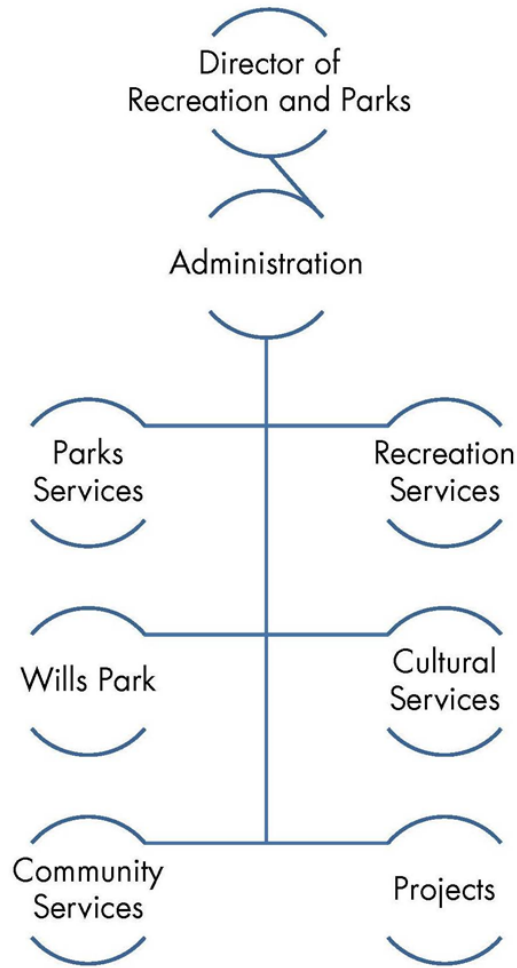 Director of
Recreation and Parks
Administration
Parks
Services
Recreation
Services
Wills Park
Cultural
Services
Community
Services
Projects